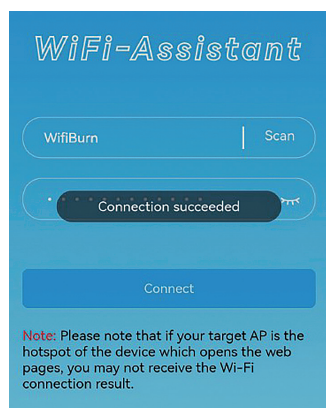 WiFi-Assistant
WifiBurn
Scan
Connection succeeded
Connect
Note: Please note that if your target AP is the
hotspot of the device which opens the web
pages, you may not receive the Wi-Fi
connection result.